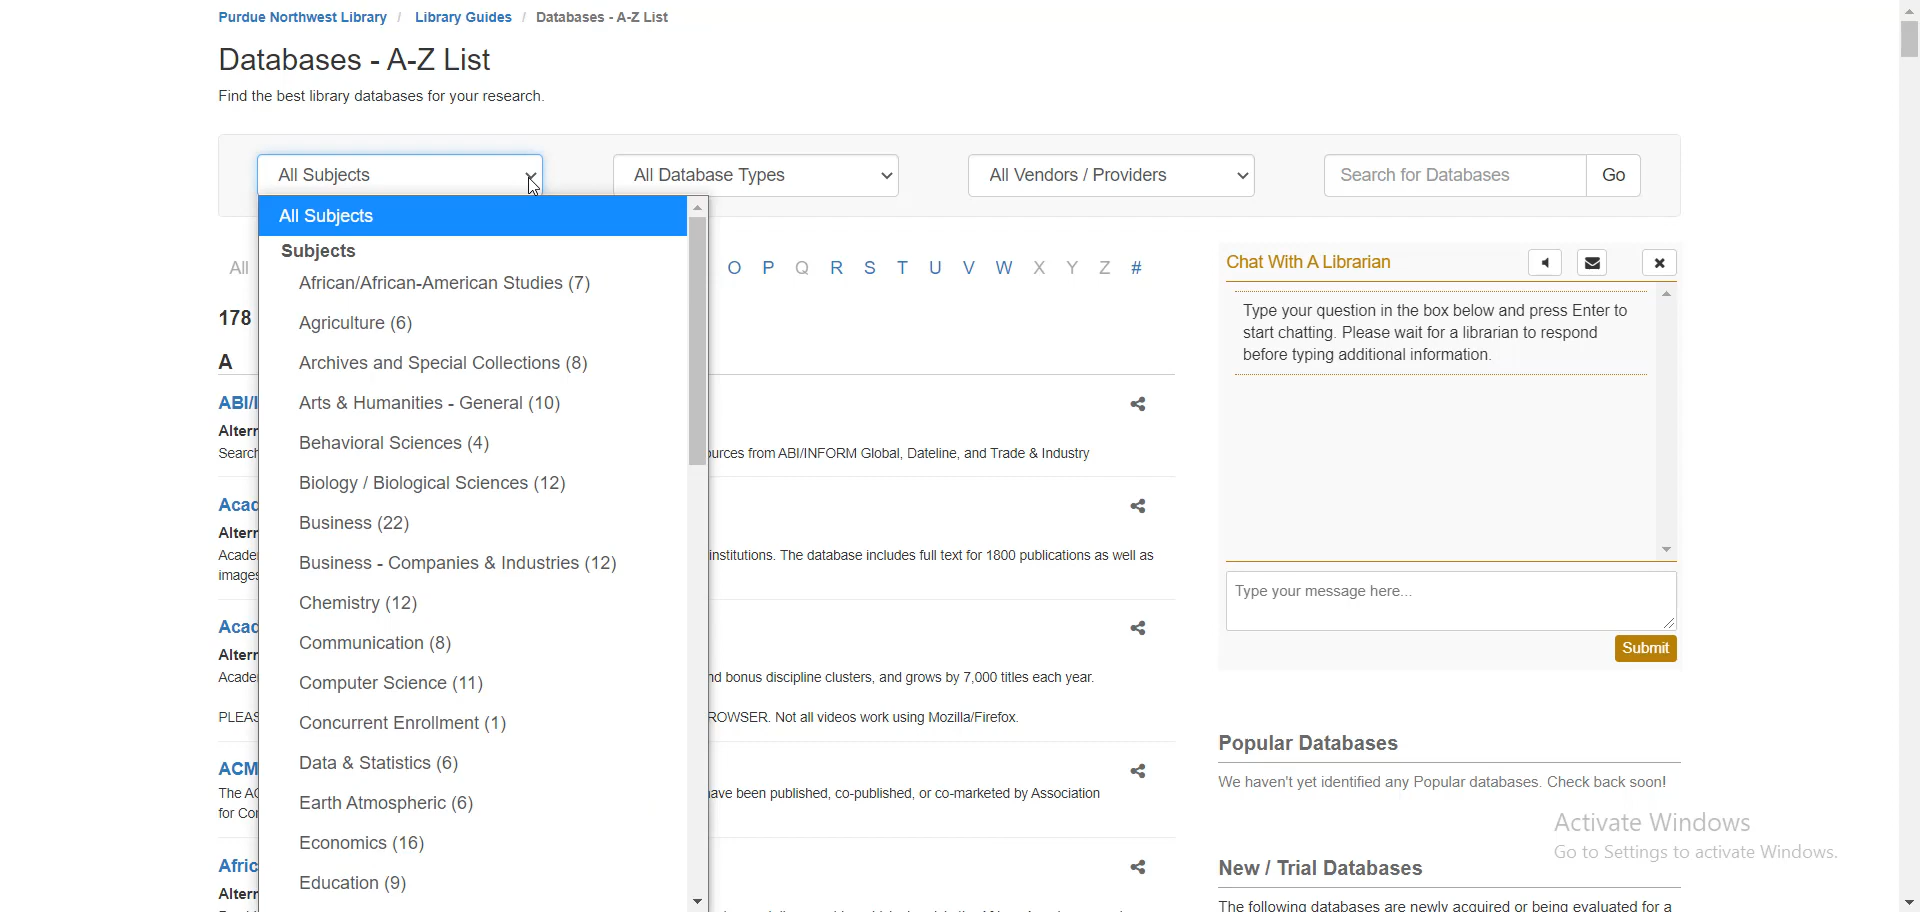 Purdue Northwest Library / Library Guides / Databases - A-Z List
Databases - A-Z List
Find the best library databases for your research.
All Subjects
All Database Types
All Vendors / Providers
Search for Databases
Go
All Subjects
Subjects
African/African-American Studies (7)
Agriculture (6)
Archives and Special Collections (8)
Arts & Humanities - General (10)
Behavioral Sciences (4)
Biology / Biological Sciences (12)
Business (22)
Business - Companies & Industries (12)
Chemistry (12)
Communication (8)
Computer Science (11)
Concurrent Enrollment (1)
Data & Statistics (6)
Earth Atmospheric (6)
Economics (16)
Education (9)
All
O P Q R S T U V W X Y Z #
178
A
ABI/I
Search
ources from ABI/INFORM Global, Dateline, and Trade & Industry
institutions. The database includes full text for 1800 publications as well as
images
bonus discipline clusters, and grows by 7,000 titles each year.
Not all videos work using Mozilla/Firefox.
ACM
have been published, co-published, or co-marketed by Association
Chat With A Librarian
Type your question in the box below and press Enter to
start chatting. Please wait for a librarian to respond
before typing additional information.
Type your message here...
Submit
Popular Databases
We haven't yet identified any Popular databases. Check back soon!
Activate Windows
Go to Settings to activate Windows.
New / Trial Databases
The following databases are newly acquired or being evaluated for a